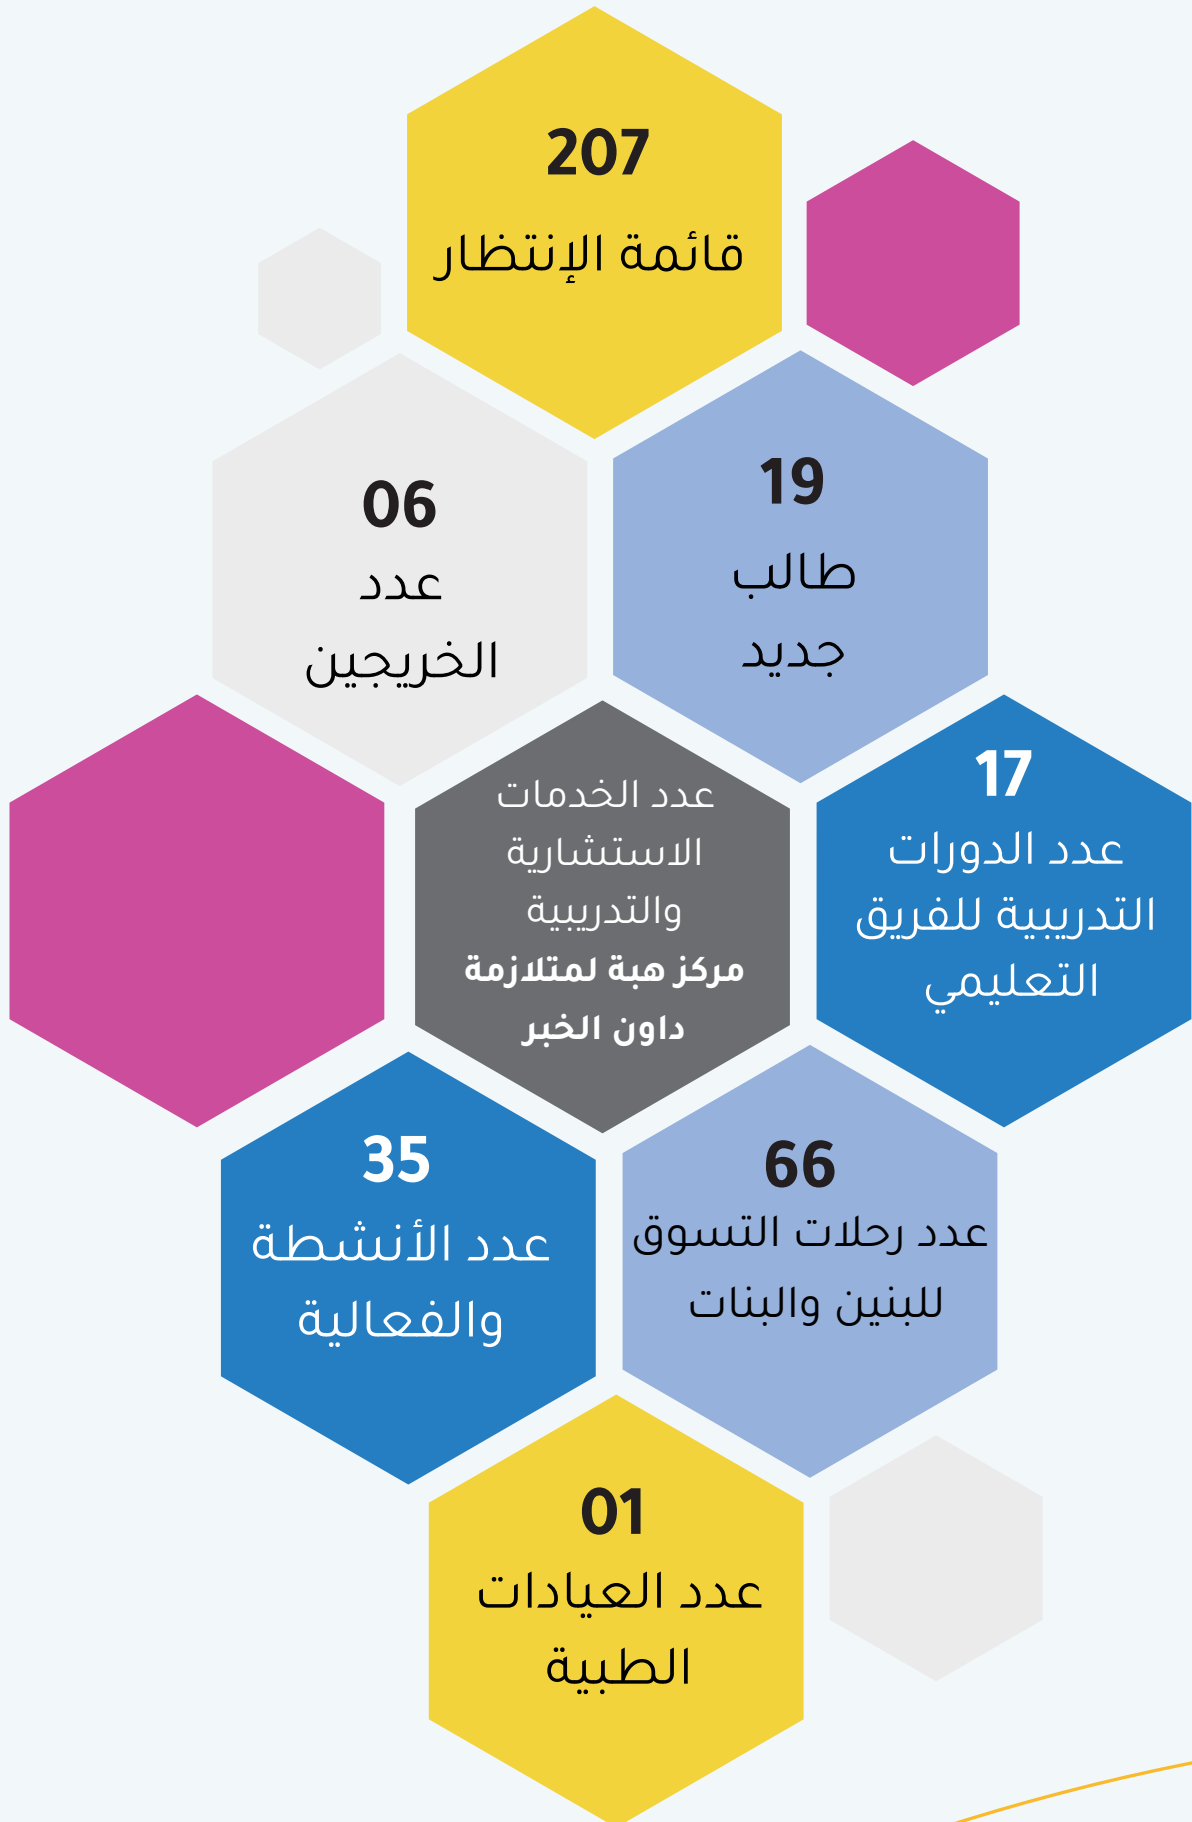 207
قائمة الإنتظار
19
طالب
جديد
06
عدد
الخريجين
17
عدد الدورات
التدريبية للفريق
التعليمي
عدد الخدمات
الاستشارية
والتدريبية
مركز هبة لمتلازمة
داون الخبر
66
عدد رحلات التسوق
للبنين والبنات
35
عدد الأنشطة
والفعالية
01
عدد العيادات
الطبية